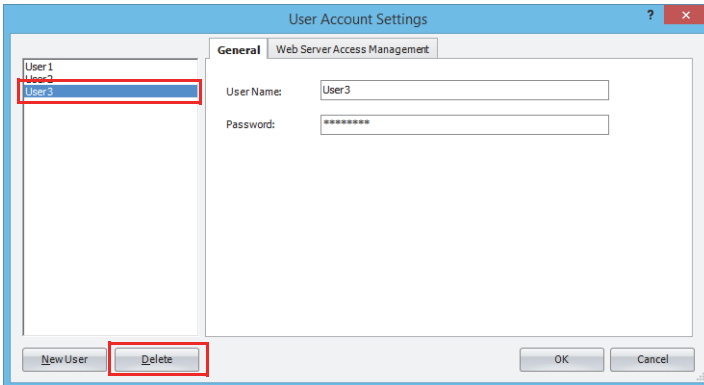 User Account Settings
?
×
General
Web Server Access Management
User1
User2
User3
User Name:
User3
Password:
********
New User
Delete
OK
Cancel